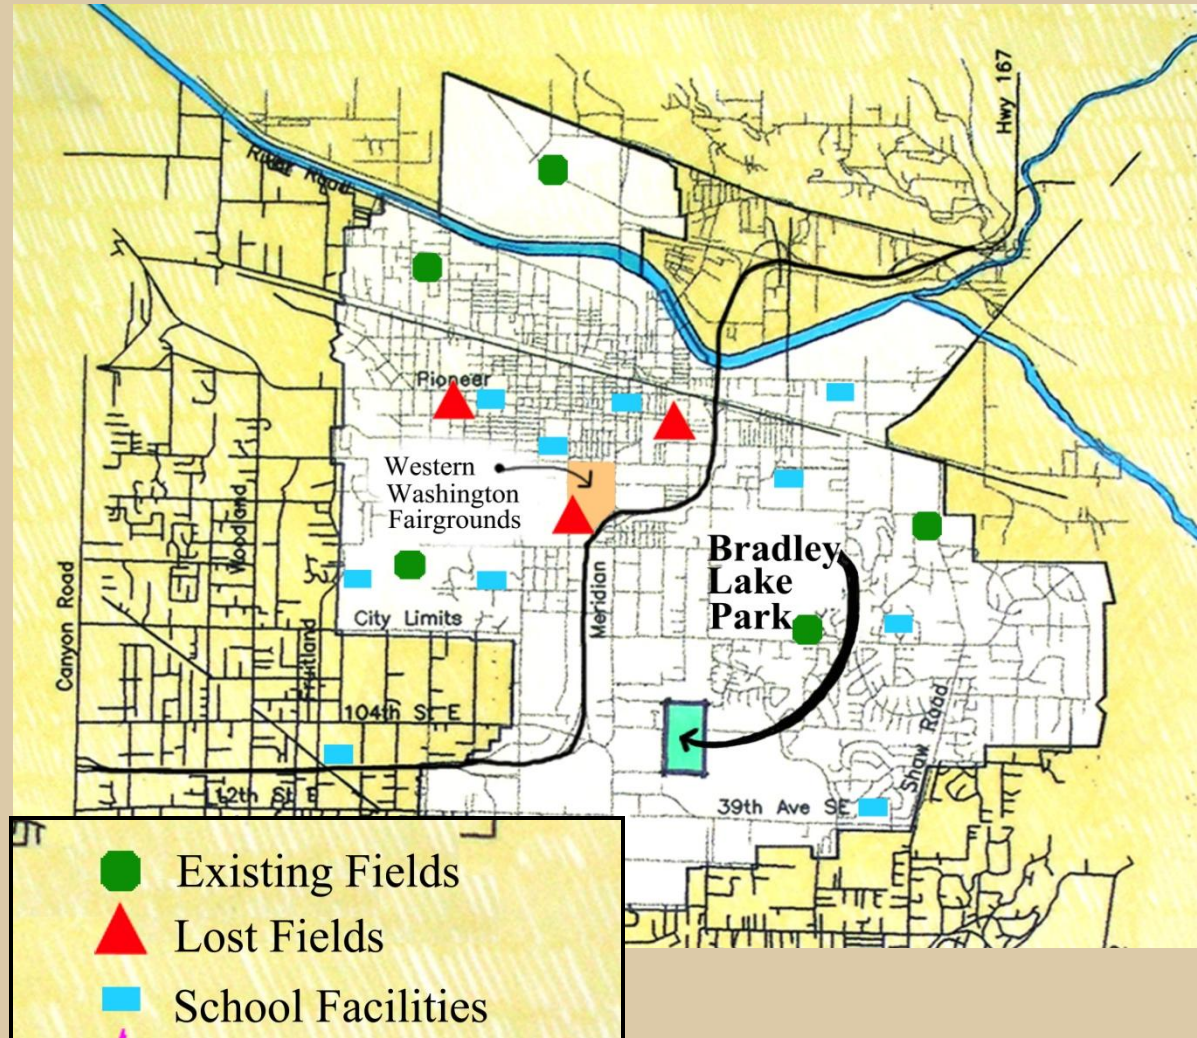 Hwy 167
River Road
Pioneer
Western
Washington
Fairgrounds
Bradley
Lake
Park
Woodland
Canyon Road
City Limits
Meridian
Fruitland
104th St E
Shaw Road
112th St E
39th Ave SE
Existing Fields
Lost Fields
School Facilities